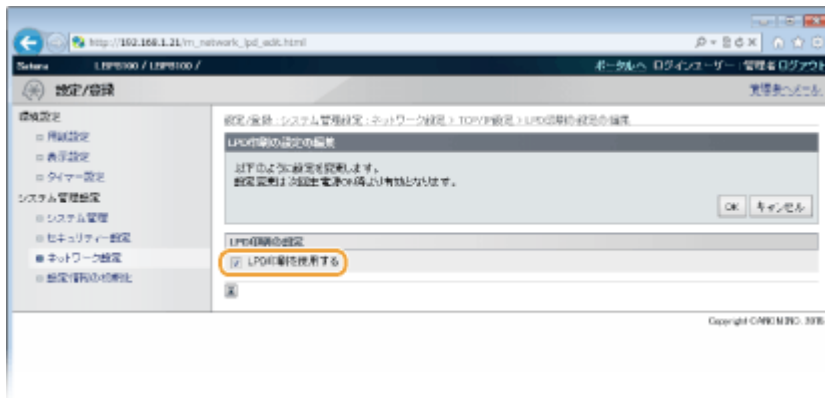 http://192.168.1.21/m_network_lpd_edit.html
Satera LBP8100 / LBP8100 /
ポータルへ ログインユーザー: 管理者 ログアウト
設定/登録
管理者へメール
環境設定
用紙設定
表示設定
タイマー設定
システム管理設定
システム管理
セキュリティー設定
ネットワーク設定
設定情報の初期化
設定/登録 : システム管理設定 : ネットワーク設定 > TCP/IP設定 > LPD印刷の設定の編集
LPD印刷の設定の編集
以下のように設定を変更します。
設定変更は次回主電源ON時より有効となります。
OK キャンセル
LPD印刷の設定
LPD印刷を使用する
Copyright CANON INC. 2015